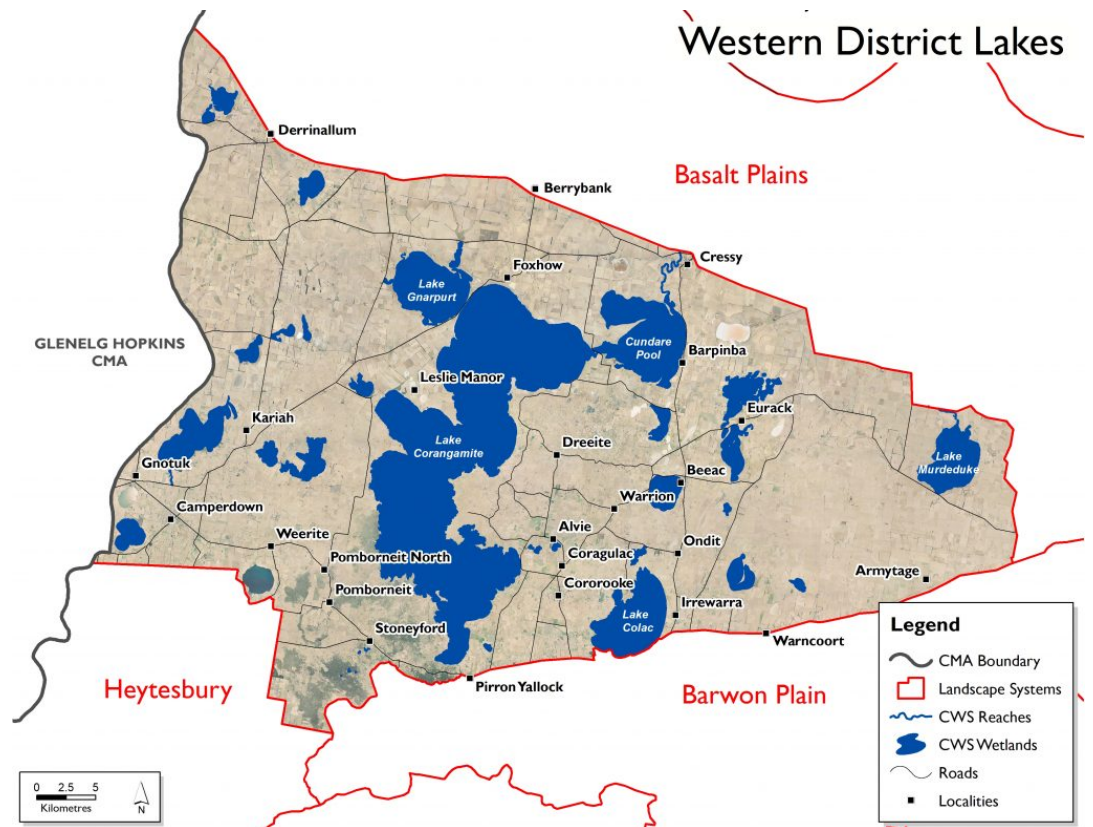 Western District Lakes
Derrinallum
Basalt Plains
Berrybank
Cressy
Foxhow
Lake
Gnarpurt
GLENELG HOPKINS
CMA
Cundare
Pool
Barpinba
Leslie Manor
Eurack
Kariah
Lake
Corangamite
Dreeite
Lake
Murdeduke
Gnotuk
Beeac
Warrion
Camperdown
Alvie
Weerite
Ondit
Pomborneit North
Coragulac
Armytage
Cororooke
Pomborneit
Lake
Colac
Irrewarra
Stoneyford
Warncoort
Pirron Yallock
Heytesbury
Barwon Plain
Legend
CMA Boundary
Landscape Systems
CWS Reaches
CWS Wetlands
Roads
Localities
0 2.5 5
Kilometres
N